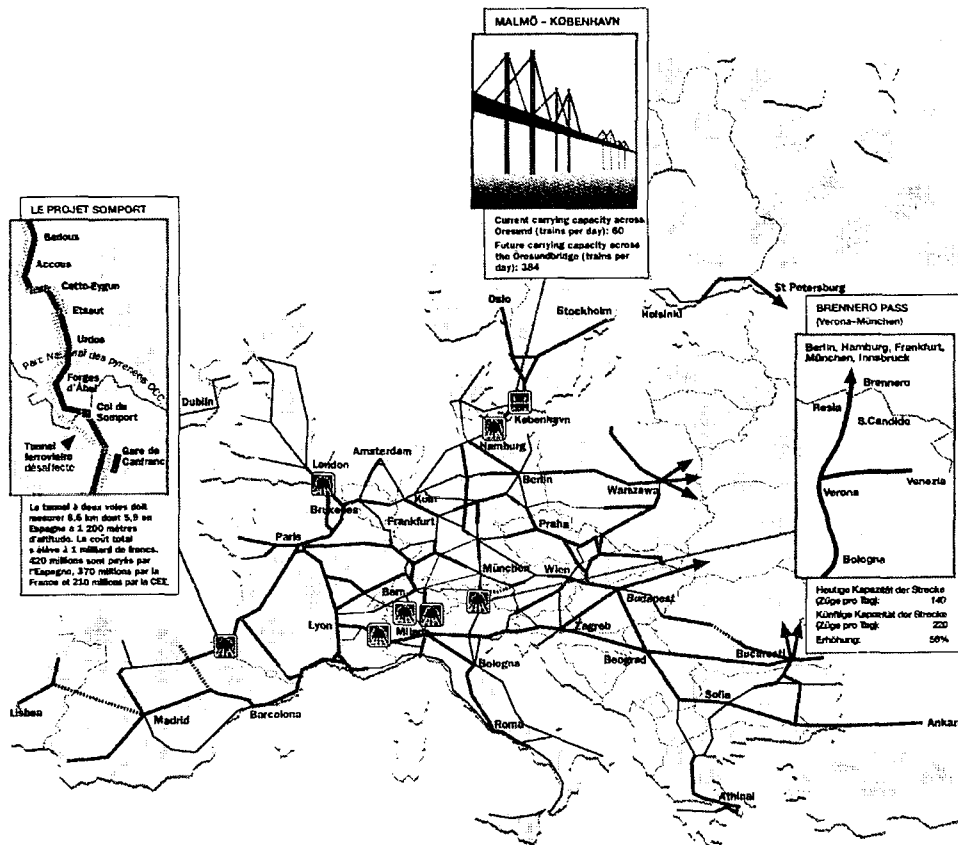 MALMÖ – KØBENHAVN
Current carrying capacity across
Öresund (trains per day): 60
Future carrying capacity across
the Öresundbridge (trains per
day): 384
LE PROJET SOMPORT
Bedous
Accous
Cette-Eygun
Etsaut
Urdos
Parc National des Pyrenees OCC.
Forges
d'Abel
Col du
Somport
Tunnel
ferroviaire
désaffecté
Gare de
Canfranc
Le tunnel à deux voies doit
mesurer 8,6 km dont 5,9 en
Espagne à 1 200 mètres
d'altitude. Le coût total
s'élève à 1 milliard de francs.
420 millions sont payés par
l'Espagne, 370 millions par la
France et 210 millions par la CEE.
BRENNERO PASS
(Verona–München)
Berlin, Hamburg, Frankfurt,
München, Innsbruck
Brennero
Resia
S.Candido
Verona
Venezia
Bologna
Heutige Kapazität der Strecke
(Züge pro Tag): 140
Künftige Kapazität der Strecke
(Züge pro Tag): 220
Erhöhung: 56%
Oslo
Stockholm
Helsinki
St Petersburg
Dublin
København
Hamburg
Amsterdam
London
Berlin
Warszawa
Bruxelles
Köln
Frankfurt
Praha
Paris
München
Wien
Bern
Budapest
Lyon
Milano
Zagreb
Beograd
Bucuresti
Bologna
Lisboa
Madrid
Barcelona
Roma
Sofia
Ankar
Athinai